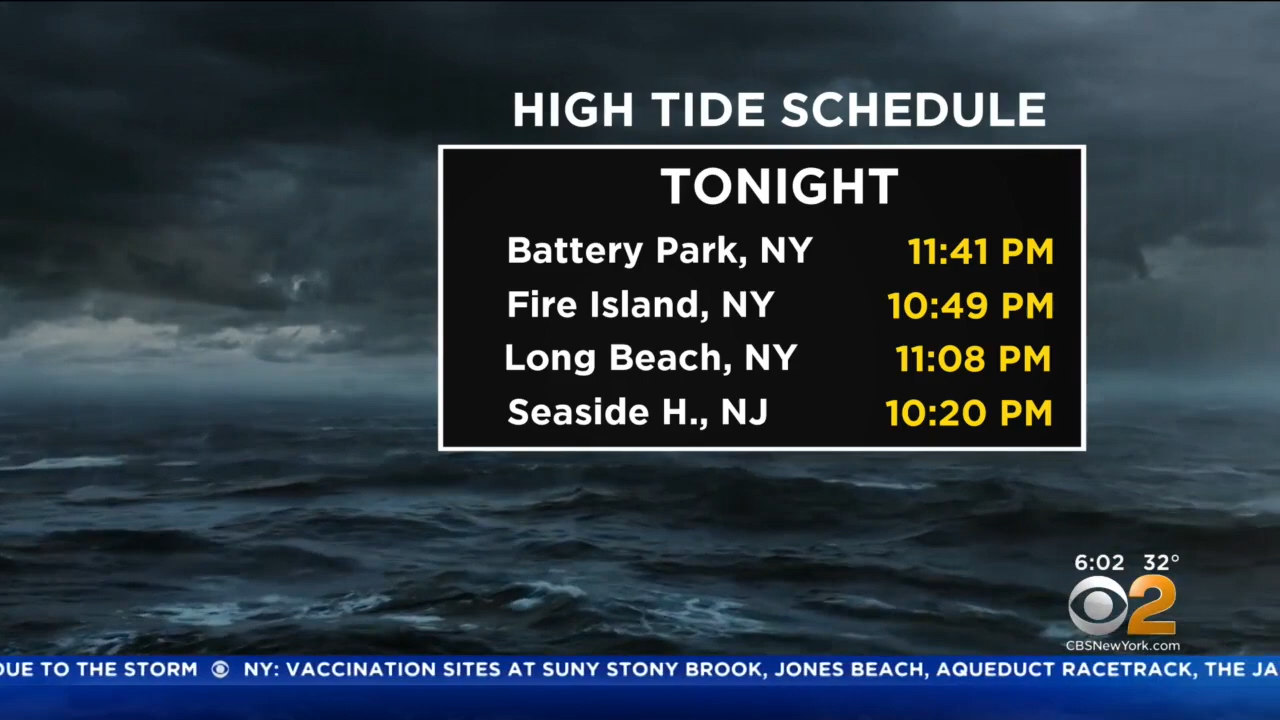 HIGH TIDE SCHEDULE
TONIGHT
Battery Park, NY 11:41 PM
Fire Island, NY 10:49 PM
Long Beach, NY 11:08 PM
Seaside H., NJ 10:20 PM
6:02 32°
2
CBSNewYork.com
DUE TO THE STORM NY: VACCINATION SITES AT SUNY STONY BROOK, JONES BEACH, AQUEDUCT RACETRACK, THE JA